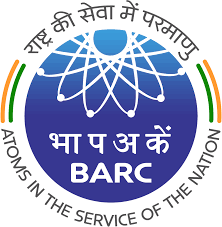 राष्ट्र की सेवा में परमाणु
भा प अ कें
BARC
ATOMS IN THE SERVICE OF THE NATION